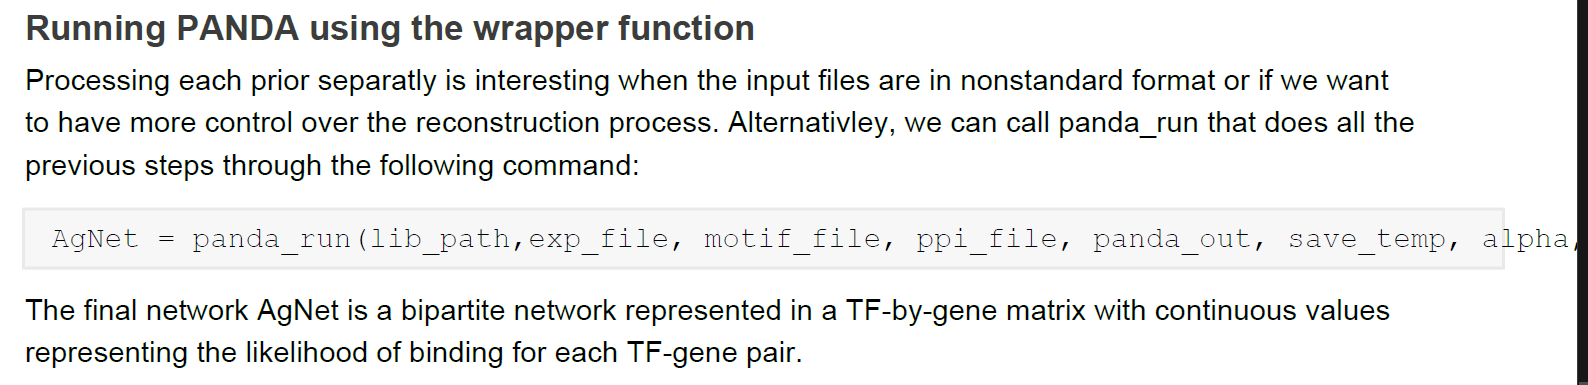 Running PANDA using the wrapper function
Processing each prior separatly is interesting when the input files are in nonstandard format or if we want
to have more control over the reconstruction process. Alternativley, we can call panda_run that does all the
previous steps through the following command:
AgNet = panda_run(lib_path,exp_file, motif_file, ppi_file, panda_out, save_temp, alpha,
The final network AgNet is a bipartite network represented in a TF-by-gene matrix with continuous values
representing the likelihood of binding for each TF-gene pair.